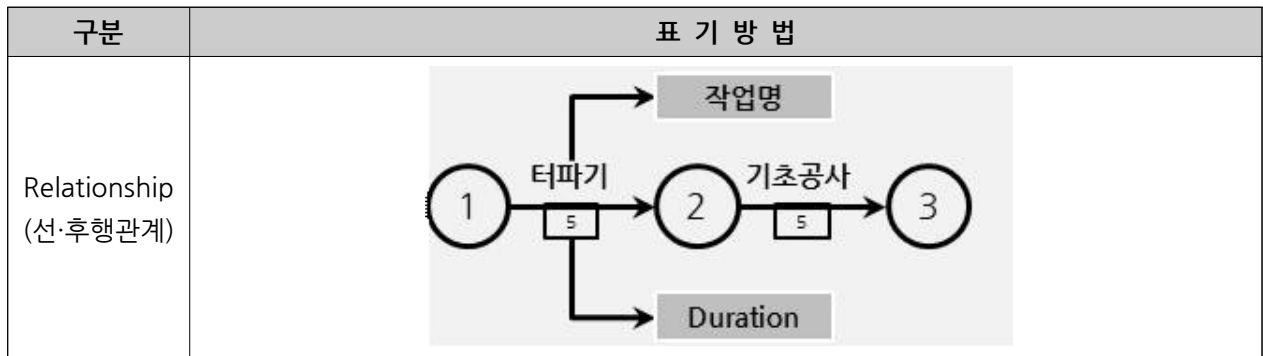 구분
표 기 방 법
Relationship
(선·후행관계)
작업명
터파기
기초공사
1
5
2
5
3
Duration